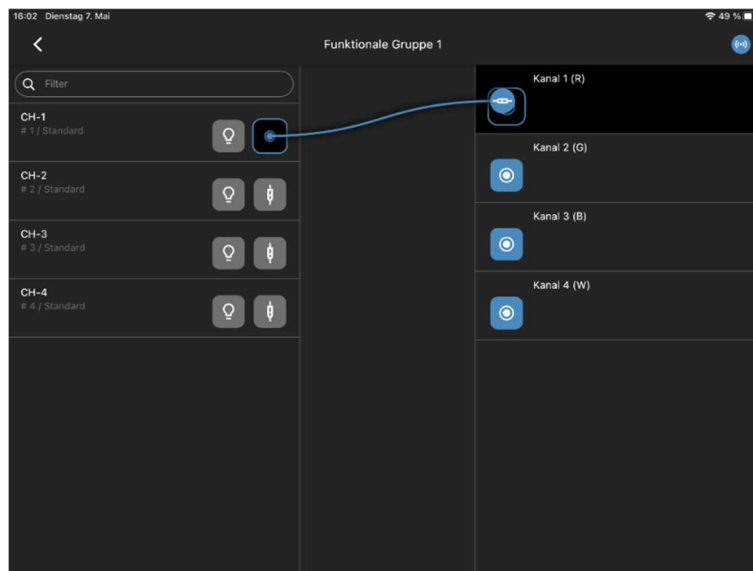 16:02 Dienstag 7. Mai
49 %
Funktionale Gruppe 1
Filter
CH-1
# 1 / Standard
CH-2
# 2 / Standard
CH-3
# 3 / Standard
CH-4
# 4 / Standard
Kanal 1 (R)
Kanal 2 (G)
Kanal 3 (B)
Kanal 4 (W)